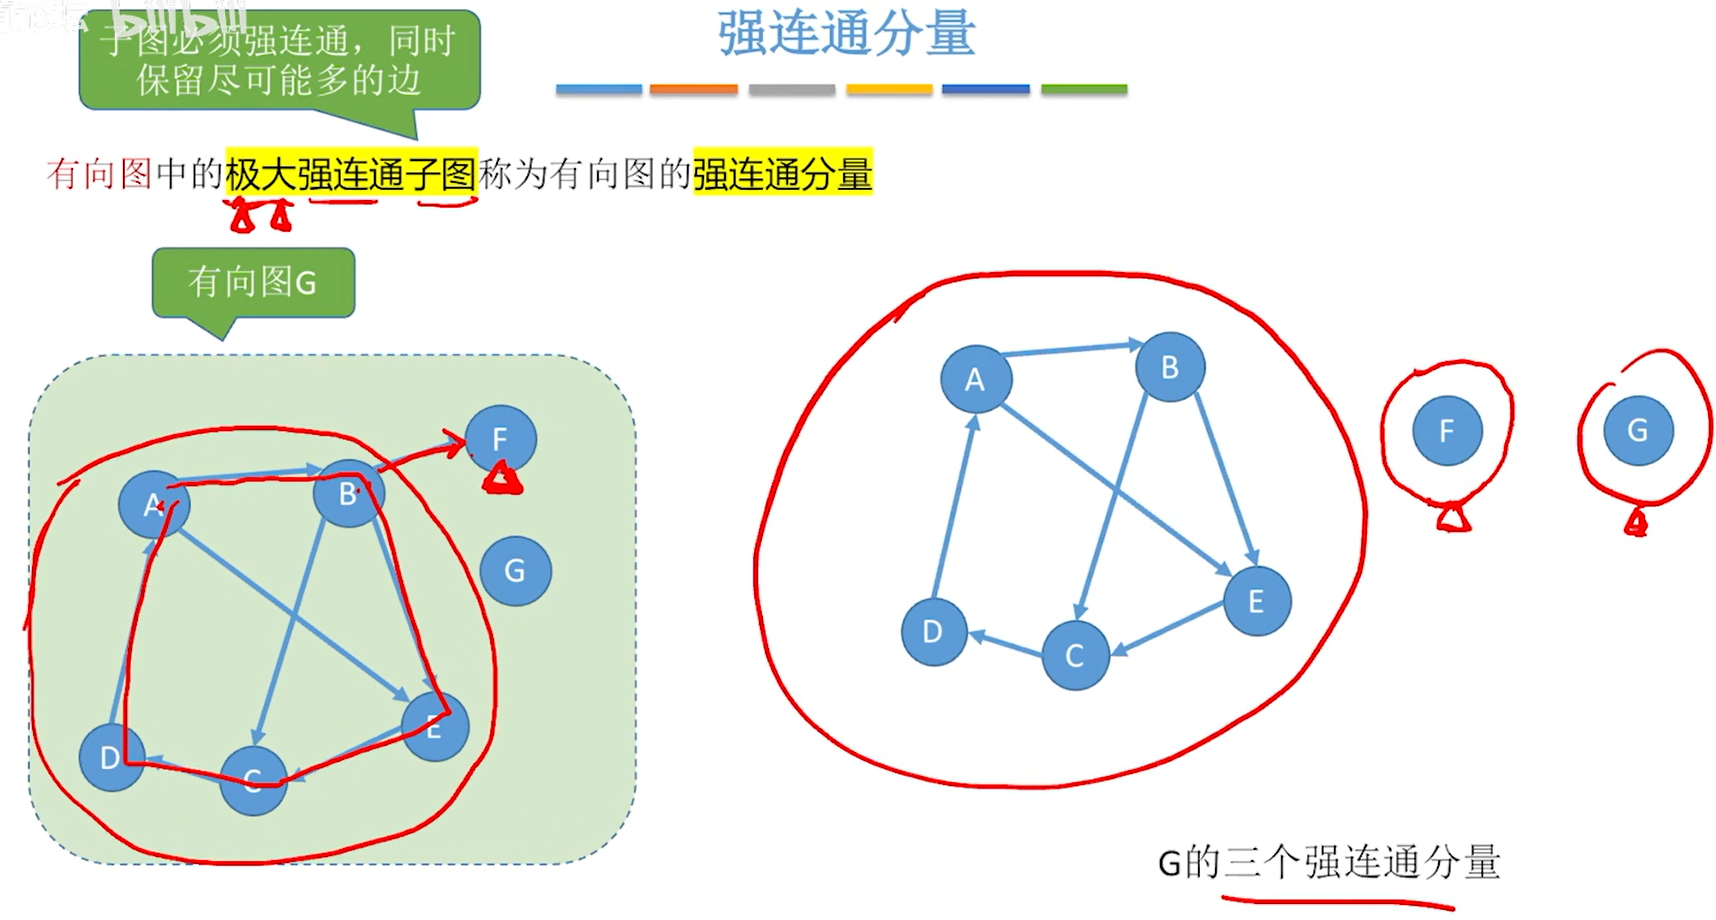 bilibili
强连通分量
子图必须强连通，同时
保留尽可能多的边
有向图中的极大强连通子图称为有向图的强连通分量
有向图G
A
B
F
G
D
C
E
A
B
F
G
D
C
E
G的三个强连通分量